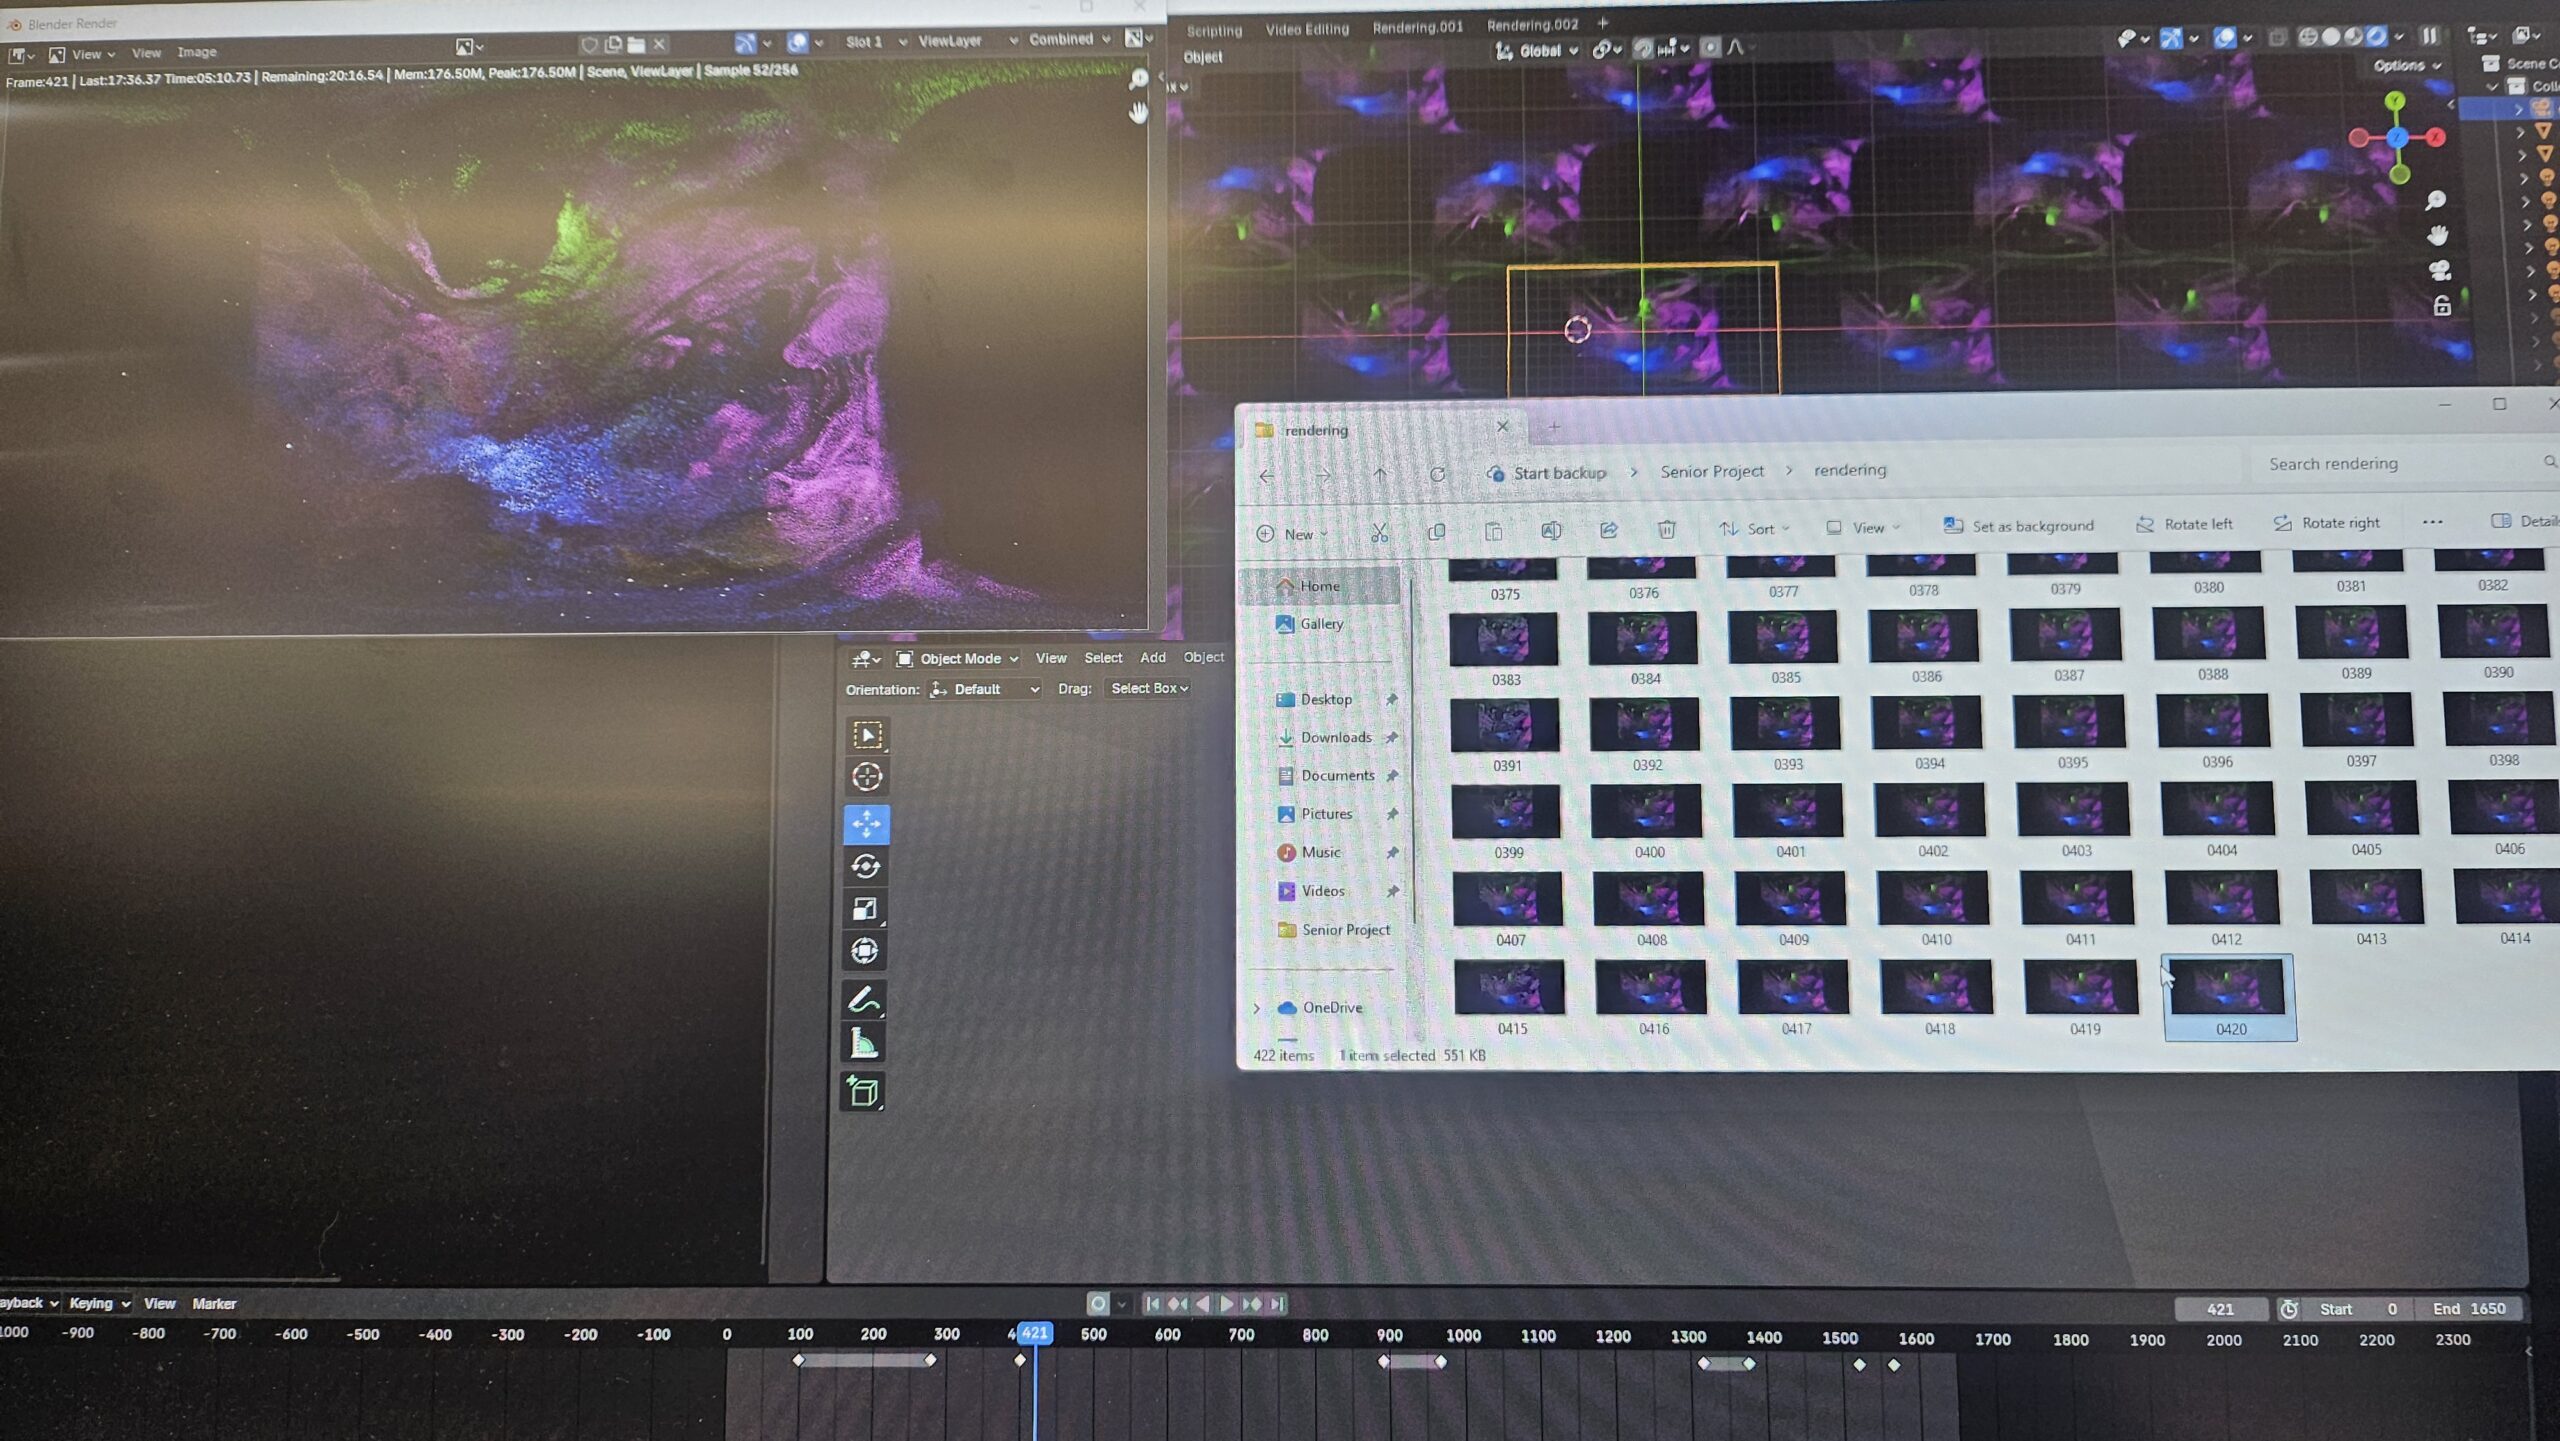 Blender Render
View View Image
Slot 1 ViewLayer Combined
Frame:421 | Last:17:36.37 Time:05:10.73 | Remaining:20:16.54 | Mem:176.50M, Peak:176.50M | Scene, ViewLayer | Sample 52/256
Scripting Video Editing Rendering.001 Rendering.002 +
Object Global
Options
Scene C
Coll
Y
Z
X
rendering
Start backup > Senior Project > rendering
Search rendering
New Sort View Set as background Rotate left Rotate right ... Detail
Home
Gallery
Desktop
Downloads
Documents
Pictures
Music
Videos
Senior Project
OneDrive
0375 0376 0377 0378 0379 0380 0381 0382
0383 0384 0385 0386 0387 0388 0389 0390
0391 0392 0393 0394 0395 0396 0397 0398
0399 0400 0401 0402 0403 0404 0405 0406
0407 0408 0409 0410 0411 0412 0413 0414
0415 0416 0417 0418 0419 0420
422 items 1 item selected 551 KB
Object Mode View Select Add Object
Orientation: Default Drag: Select Box
ayback Keying View Marker
421 Start 0 End 1650
1000 -900 -800 -700 -600 -500 -400 -300 -200 -100 0 100 200 300 4 421 500 600 700 800 900 1000 1100 1200 1300 1400 1500 1600 1700 1800 1900 2000 2100 2200 2300